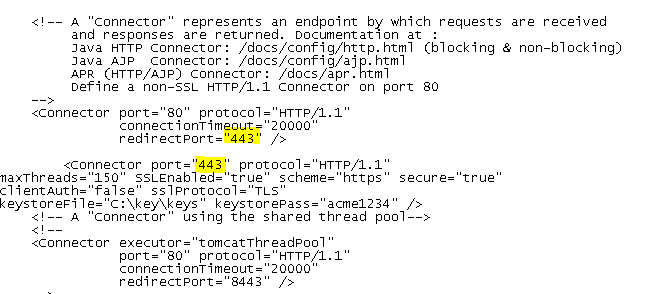 <!-- A "Connector" represents an endpoint by which requests are received
and responses are returned. Documentation at :
Java HTTP Connector: /docs/config/http.html (blocking & non-blocking)
Java AJP  Connector: /docs/config/ajp.html
APR (HTTP/AJP) Connector: /docs/apr.html
Define a non-SSL HTTP/1.1 Connector on port 80
-->
<Connector port="80" protocol="HTTP/1.1"
connectionTimeout="20000"
redirectPort="443" />
<Connector port="443" protocol="HTTP/1.1"
maxThreads="150" SSLEnabled="true" scheme="https" secure="true"
clientAuth="false" sslProtocol="TLS"
keystoreFile="C:\key\keys" keystorePass="acme1234" />
<!-- A "Connector" using the shared thread pool-->
<!--
<Connector executor="tomcatThreadPool"
port="80" protocol="HTTP/1.1"
connectionTimeout="20000"
redirectPort="8443" />